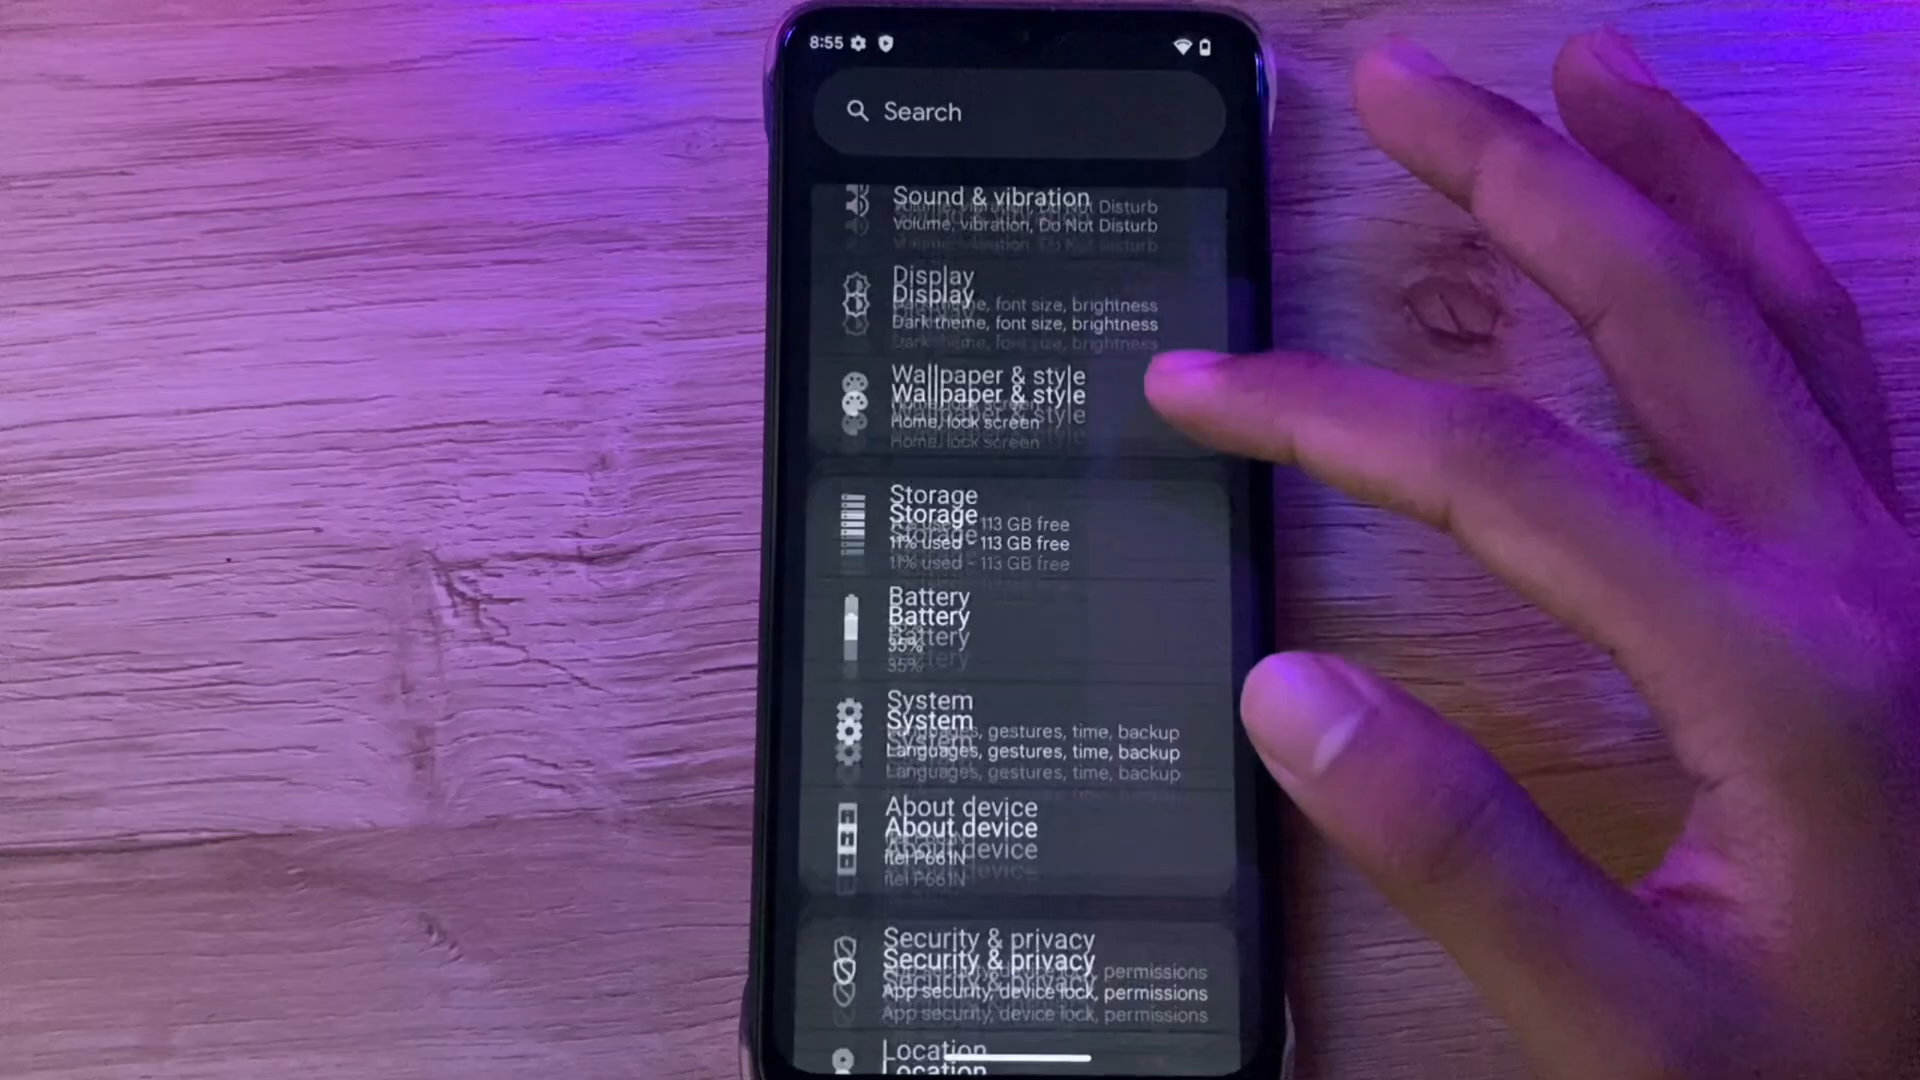 8:55
Search
Sound & vibration
Volume, vibration, Do Not Disturb
Display
Dark theme, font size, brightness
Wallpaper & style
Home, lock screen
Storage
11% used - 113 GB free
Battery
35%
System
Languages, gestures, time, backup
About device
itel P661N
Security & privacy
App security, device lock, permissions
Location